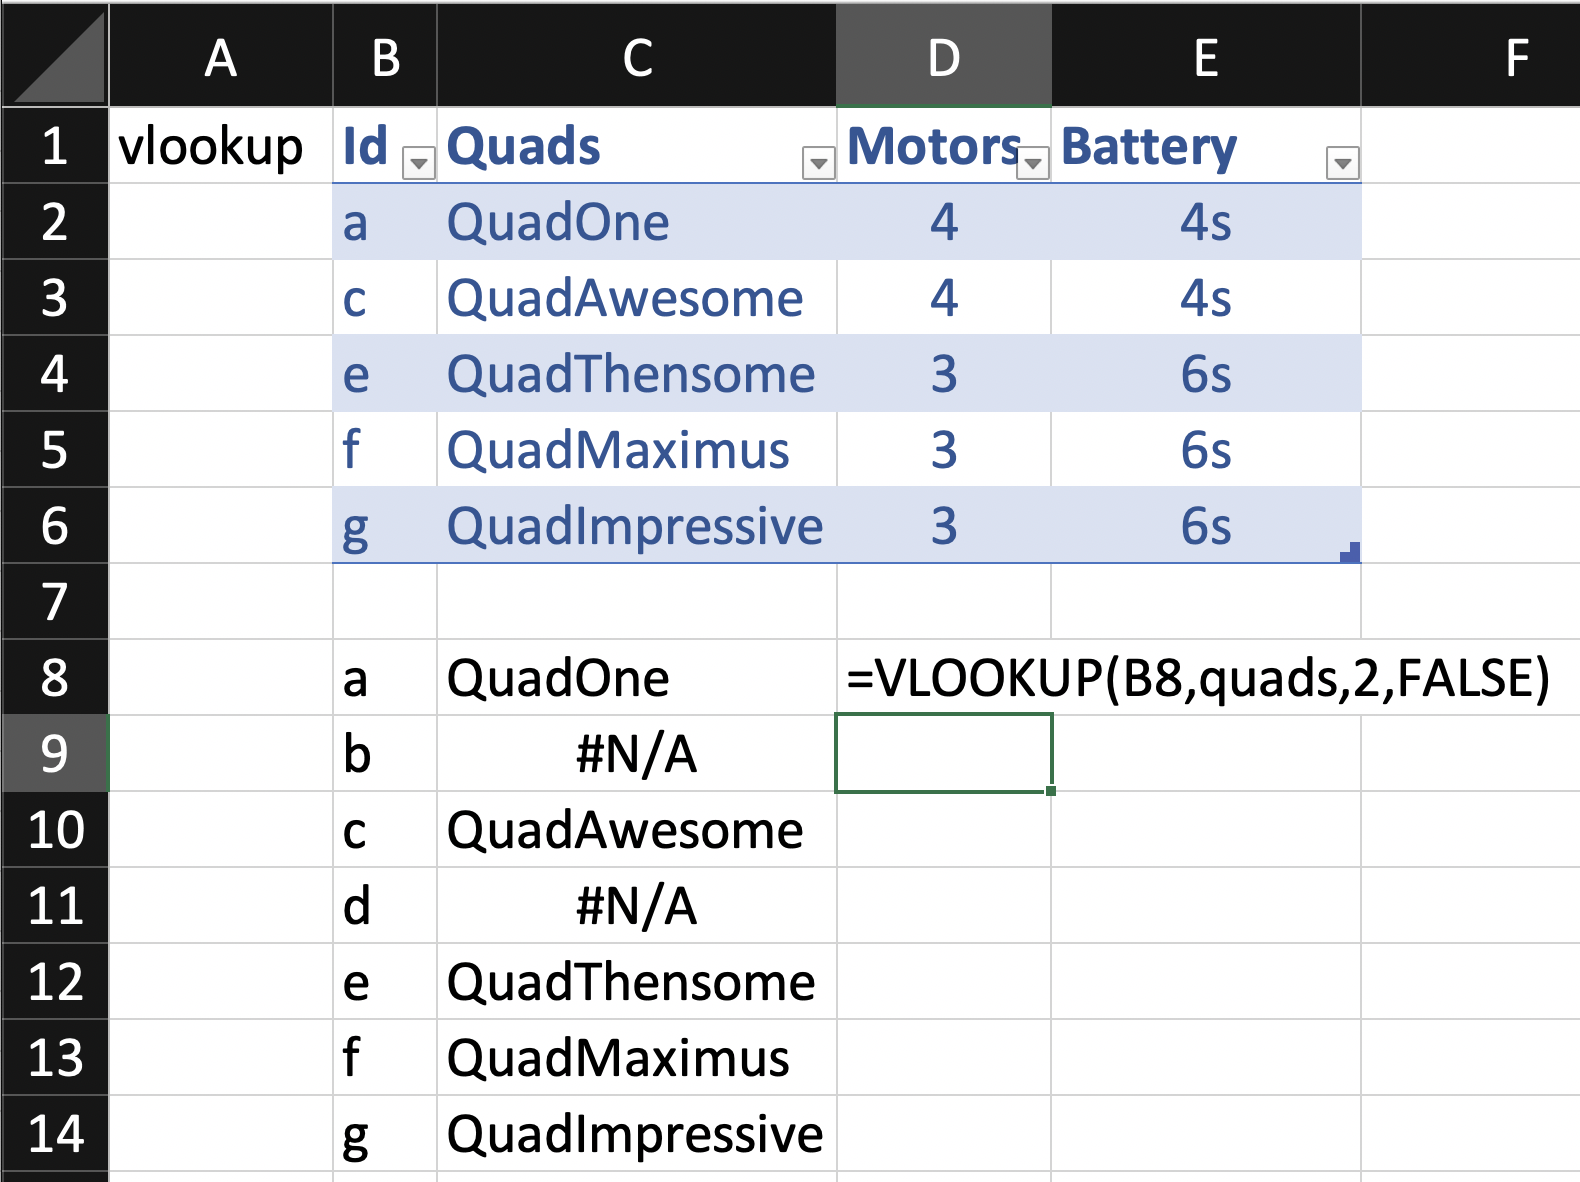 A B C D E F
1 vlookup Id Quads Motors Battery
2 a QuadOne 4 4s
3 c QuadAwesome 4 4s
4 e QuadThensome 3 6s
5 f QuadMaximus 3 6s
6 g QuadImpressive 3 6s
7
8 a QuadOne =VLOOKUP(B8,quads,2,FALSE)
9 b #N/A
10 c QuadAwesome
11 d #N/A
12 e QuadThensome
13 f QuadMaximus
14 g QuadImpressive